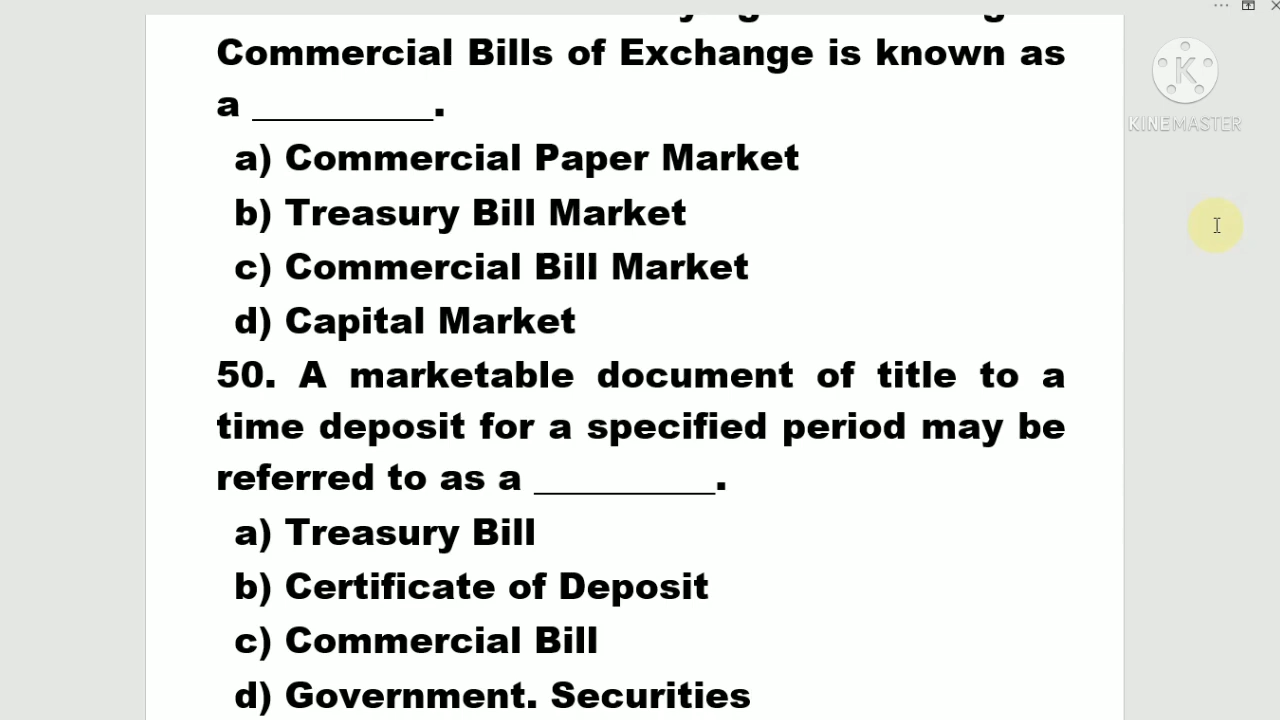 Commercial Bills of Exchange is known as
a __________.
a) Commercial Paper Market
b) Treasury Bill Market
c) Commercial Bill Market
d) Capital Market
50. A marketable document of title to a
time deposit for a specified period may be
referred to as a __________.
a) Treasury Bill
b) Certificate of Deposit
c) Commercial Bill
d) Government. Securities
K
KINEMASTER